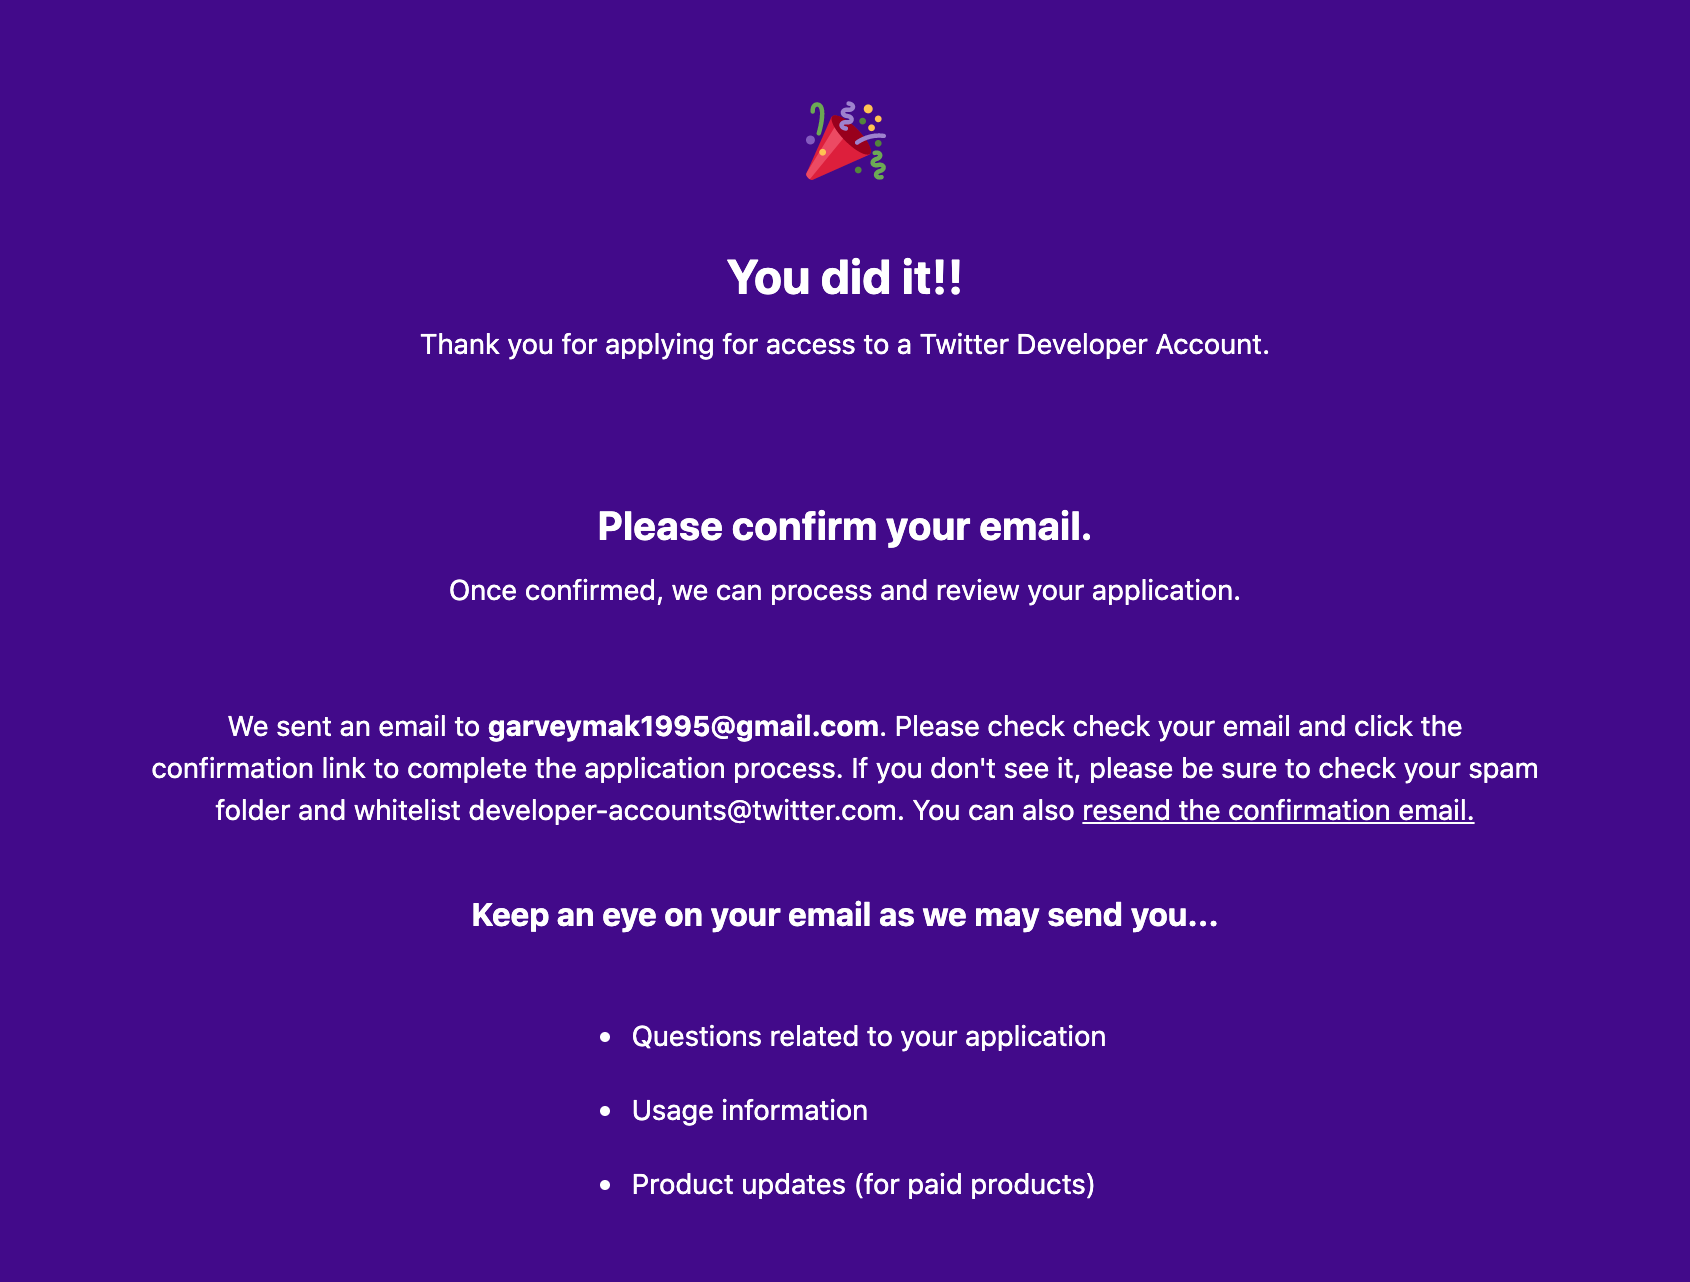 You did it!!
Thank you for applying for access to a Twitter Developer Account.
Please confirm your email.
Once confirmed, we can process and review your application.
We sent an email to garveymak1995@gmail.com. Please check check your email and click the
confirmation link to complete the application process. If you don't see it, please be sure to check your spam
folder and whitelist developer-accounts@twitter.com. You can also resend the confirmation email.
Keep an eye on your email as we may send you...
• Questions related to your application
• Usage information
• Product updates (for paid products)